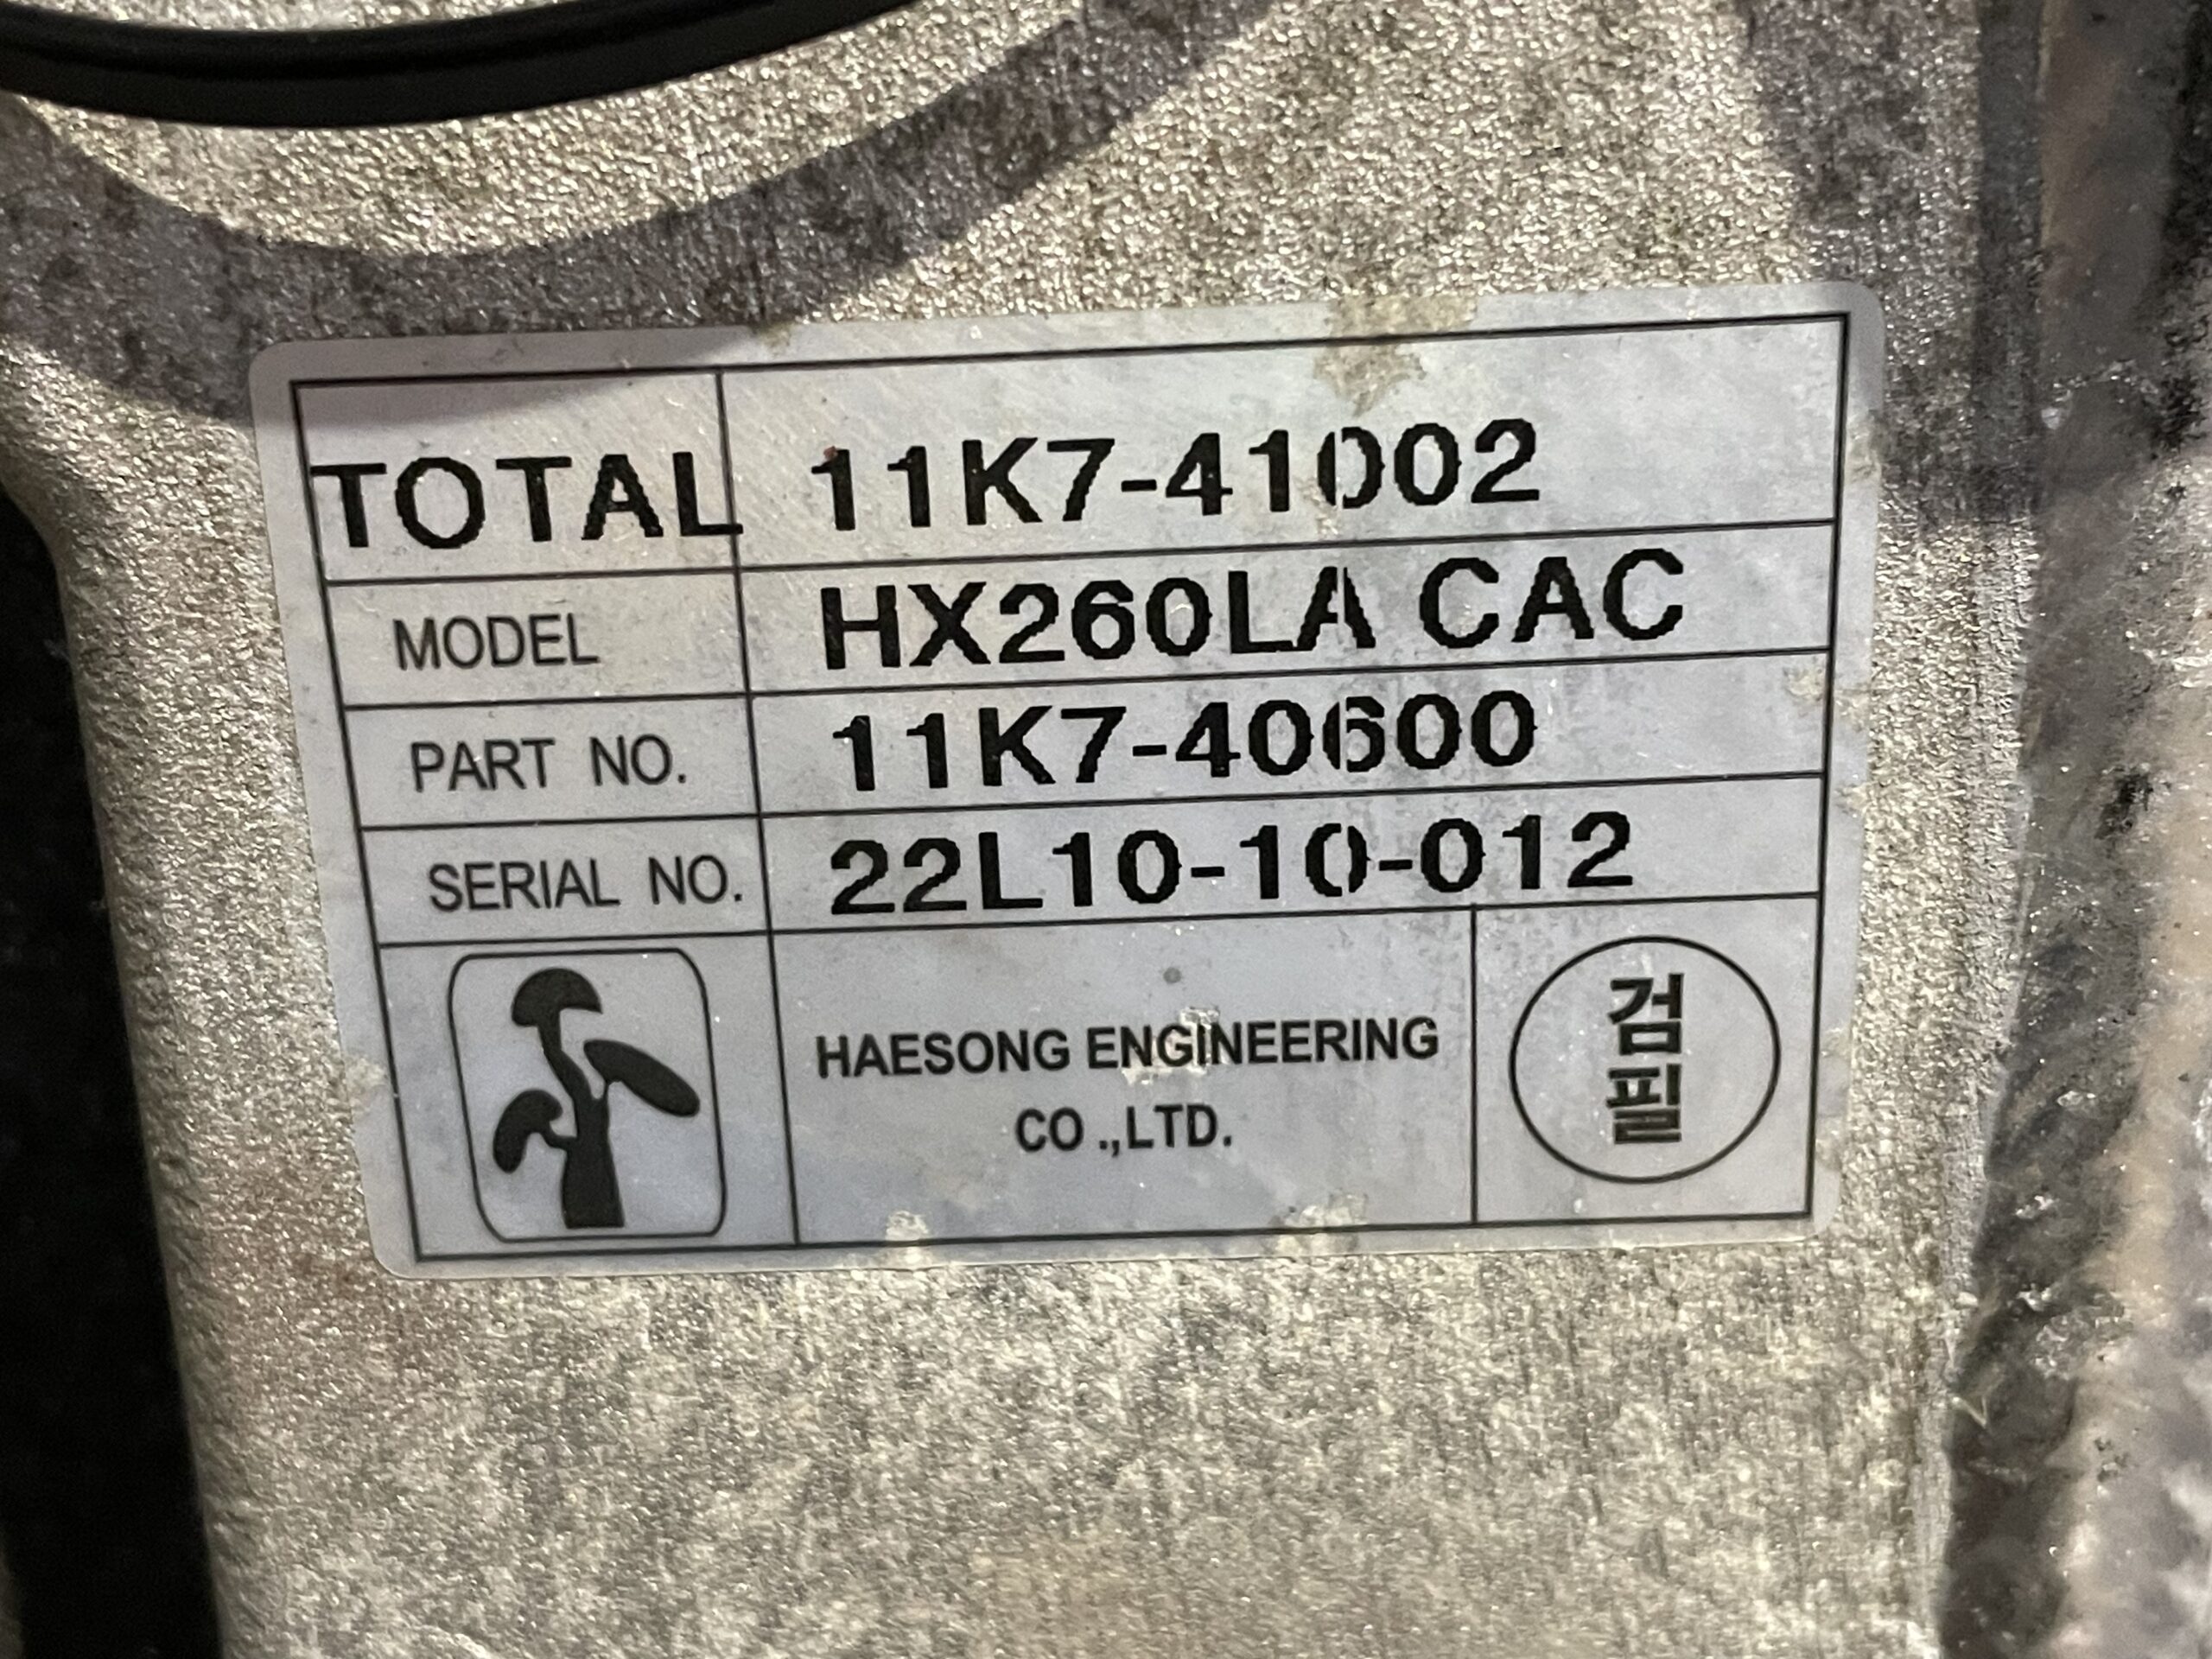 TOTAL 11K7-41002
MODEL HX260LA CAC
PART NO. 11K7-40600
SERIAL NO. 22L10-10-012
HAESONG ENGINEERING
CO.,LTD.
검
필